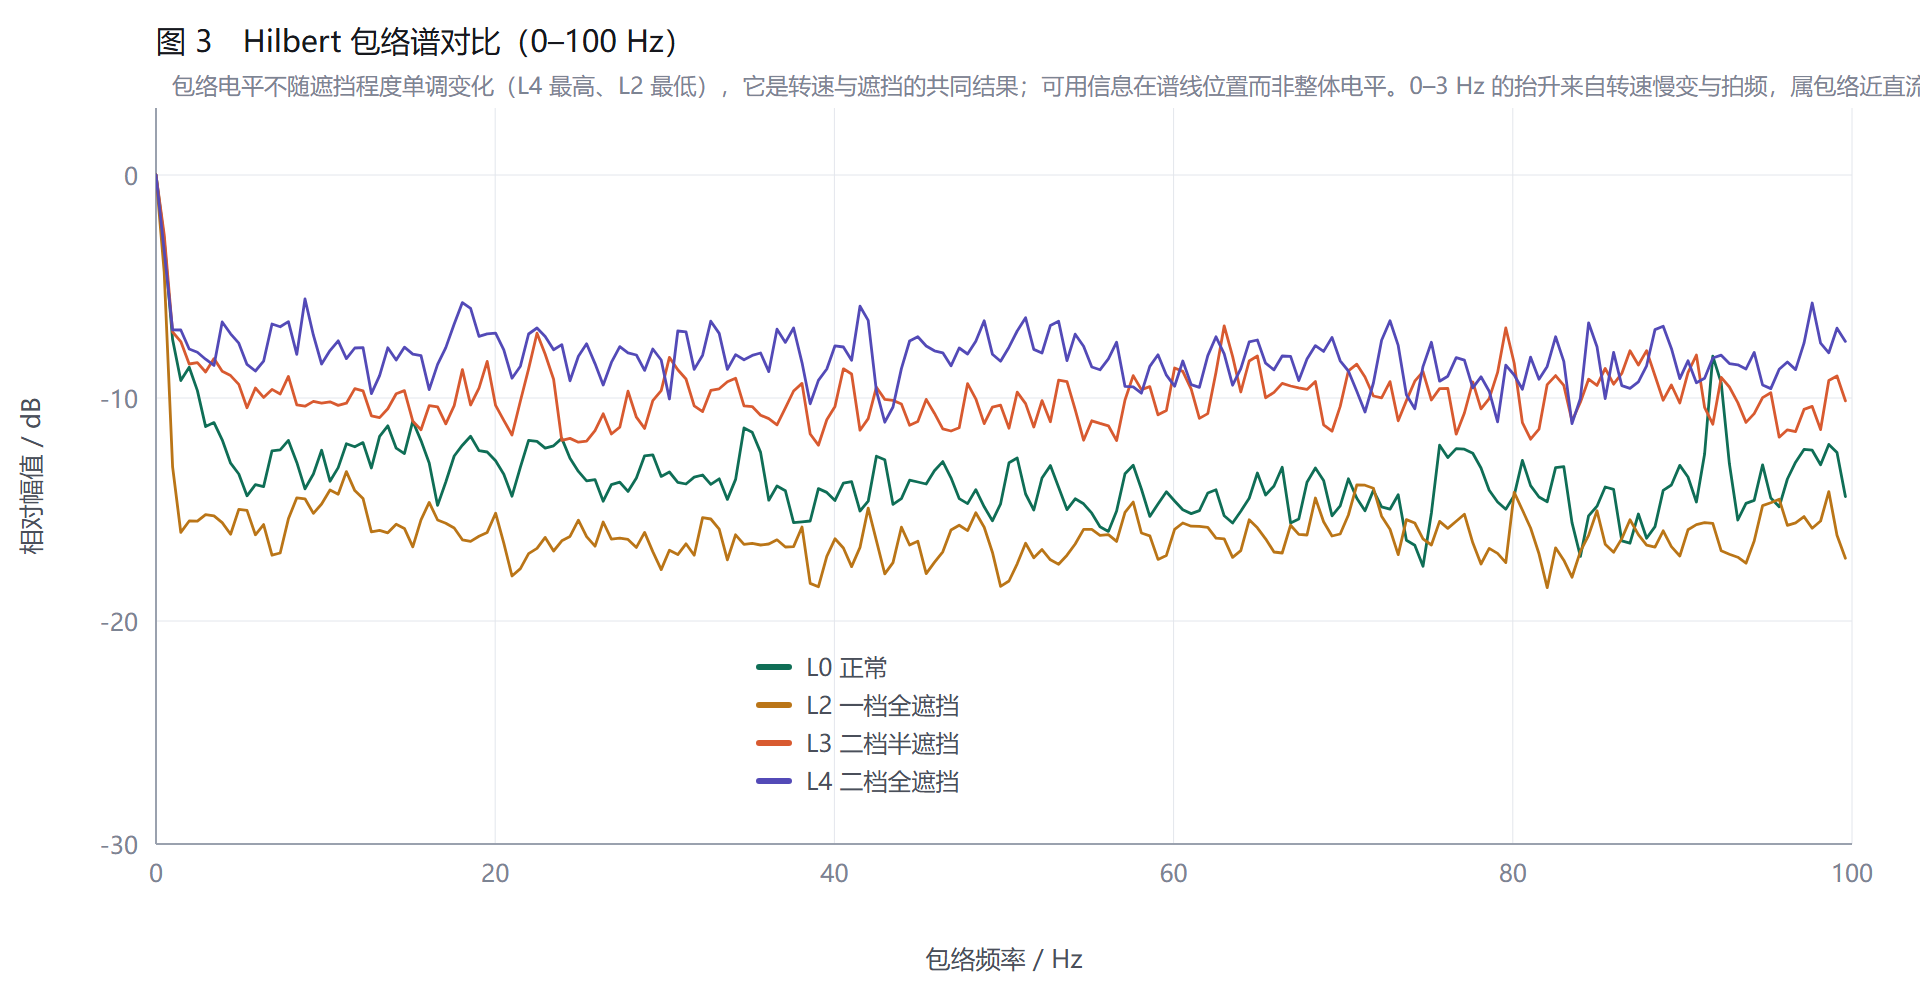 图 3 Hilbert 包络谱对比（0–100 Hz）
包络电平不随遮挡程度单调变化（L4 最高、L2 最低），它是转速与遮挡的共同结果；可用信息在谱线位置而非整体电平。0–3 Hz 的抬升来自转速慢变与拍频，属包络近直流
相对幅值 / dB
0
-10
-20
-30
L0 正常
L2 一档全遮挡
L3 二档半遮挡
L4 二档全遮挡
0 20 40 60 80 100
包络频率 / Hz